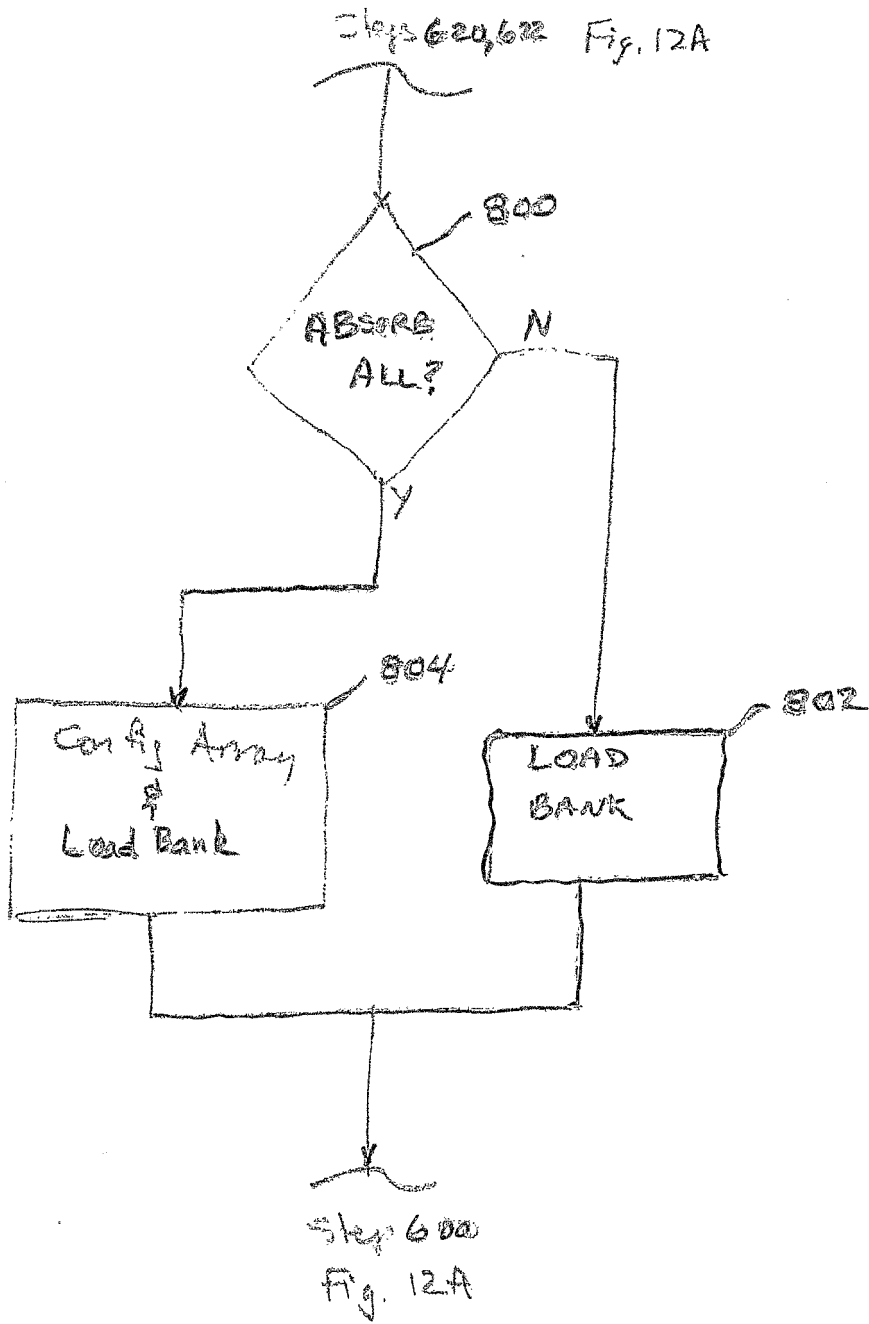 Steps 620,622 Fig. 12A
800
ABSORB
ALL?
N
Y
804
Config Array
&
Load Bank
802
LOAD
BANK
Step 600
Fig. 12A